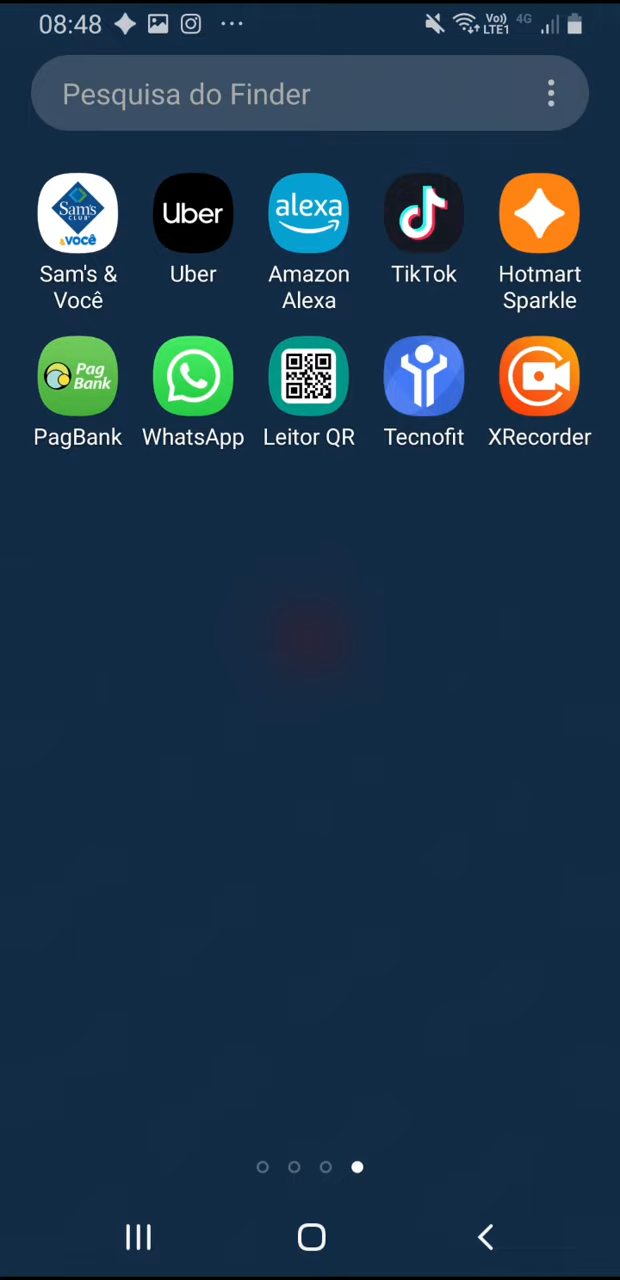 08:48
Vo)) LTE1 4G
Pesquisa do Finder
Sam's CLUB &VOCÊ
Uber
alexa
Sam's & Você
Uber
Amazon Alexa
TikTok
Hotmart Sparkle
Pag Bank
PagBank
WhatsApp
Leitor QR
Tecnofit
XRecorder